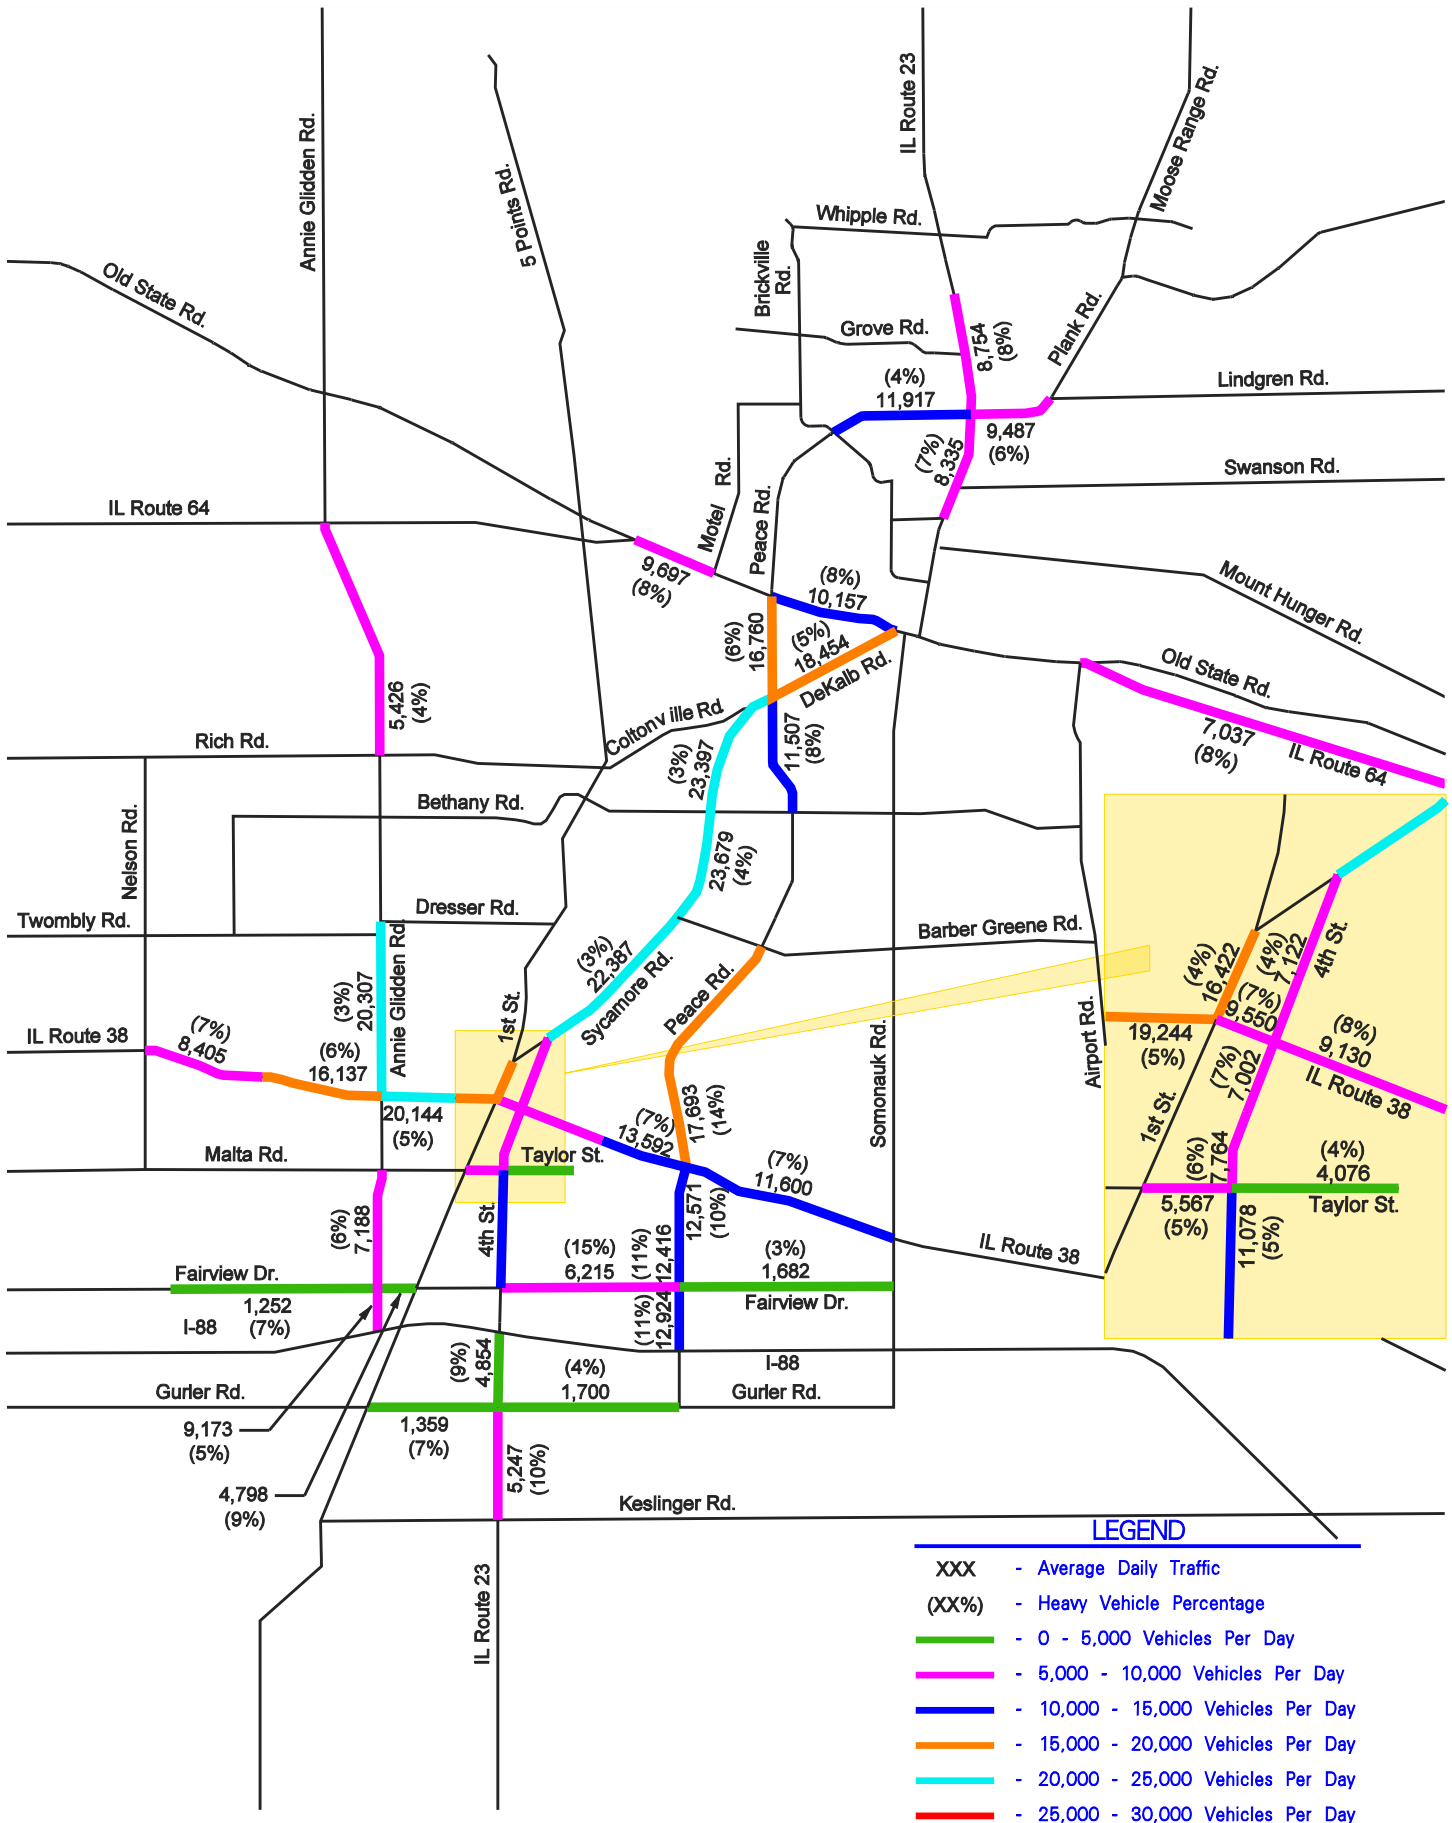 IL Route 23
Moose Range Rd.
Annie Glidden Rd.
5 Points Rd.
Whipple Rd.
Brickville
Rd.
Old State Rd.
Grove Rd.
8,754
(8%)
Plank Rd.
(4%)
11,917
Lindgren Rd.
9,487
(6%)
(7%)
8,335
Swanson Rd.
Motel Rd.
Peace Rd.
IL Route 64
9,697
(8%)
(8%)
10,157
Mount Hunger Rd.
(6%)
16,760
(5%)
18,454
DeKalb Rd.
Old State Rd.
5,426
(4%)
Coltonville Rd.
11,507
(8%)
7,037
(8%)
IL Route 64
Rich Rd.
(3%)
23,397
Bethany Rd.
Nelson Rd.
23,679
(4%)
Twombly Rd.
Dresser Rd.
Barber Greene Rd.
(3%)
20,307
Annie Glidden Rd.
(3%)
22,387
Sycamore Rd.
Peace Rd.
1st St.
IL Route 38
(7%)
8,405
(6%)
16,137
20,144
(5%)
Somonauk Rd.
Airport Rd.
17,693
(14%)
(7%)
13,592
Malta Rd.
Taylor St.
(7%)
11,600
(6%)
7,188
4th St.
12,571
(10%)
(11%)
12,416
IL Route 38
Fairview Dr.
1,252
(7%)
(15%)
6,215
(3%)
1,682
Fairview Dr.
(11%)
12,924
I-88
I-88
(9%)
4,854
(4%)
1,700
Gurler Rd.
Gurler Rd.
1,359
(7%)
9,173
(5%)
5,247
(10%)
4,798
(9%)
Keslinger Rd.
IL Route 23
(4%)
16,422
(4%)
7,122
4th St.
(7%)
9,550
19,244
(5%)
(8%)
9,130
IL Route 38
(7%)
7,002
1st St.
(6%)
7,764
(4%)
4,076
5,567
(5%)
Taylor St.
11,078
(5%)
LEGEND
XXX - Average Daily Traffic
(XX%) - Heavy Vehicle Percentage
- 0 - 5,000 Vehicles Per Day
- 5,000 - 10,000 Vehicles Per Day
- 10,000 - 15,000 Vehicles Per Day
- 15,000 - 20,000 Vehicles Per Day
- 20,000 - 25,000 Vehicles Per Day
- 25,000 - 30,000 Vehicles Per Day